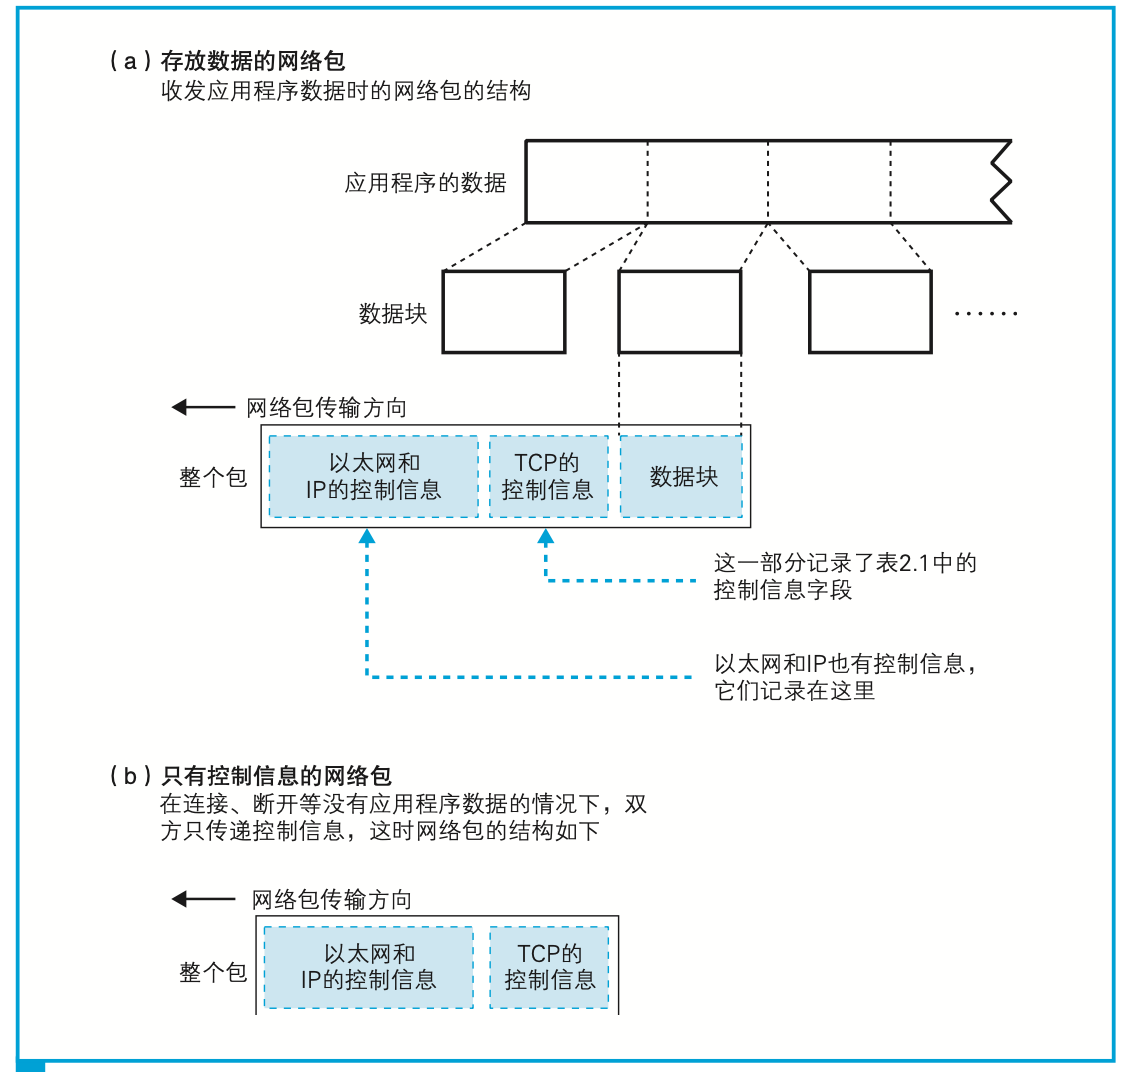 （a）存放数据的网络包
收发应用程序数据时的网络包的结构
应用程序的数据
数据块
······
网络包传输方向
整个包
以太网和
IP的控制信息
TCP的
控制信息
数据块
这一部分记录了表2.1中的
控制信息字段
以太网和IP也有控制信息，
它们记录在这里
（b）只有控制信息的网络包
在连接、断开等没有应用程序数据的情况下，双
方只传递控制信息，这时网络包的结构如下
网络包传输方向
整个包
以太网和
IP的控制信息
TCP的
控制信息